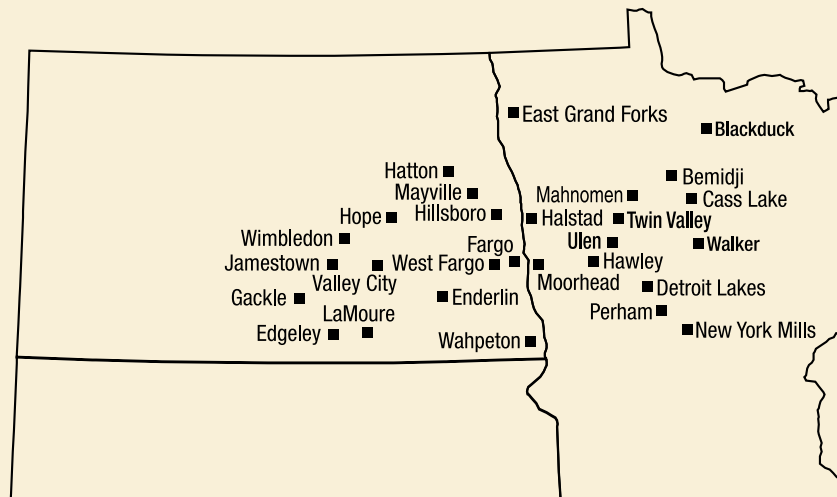 East Grand Forks
Blackduck
Hatton
Bemidji
Mayville
Mahnomen
Cass Lake
Hope
Hillsboro
Halstad
Twin Valley
Wimbledon
Fargo
Ulen
Walker
Jamestown
West Fargo
Hawley
Valley City
Moorhead
Detroit Lakes
Gackle
Enderlin
LaMoure
Perham
Edgeley
Wahpeton
New York Mills